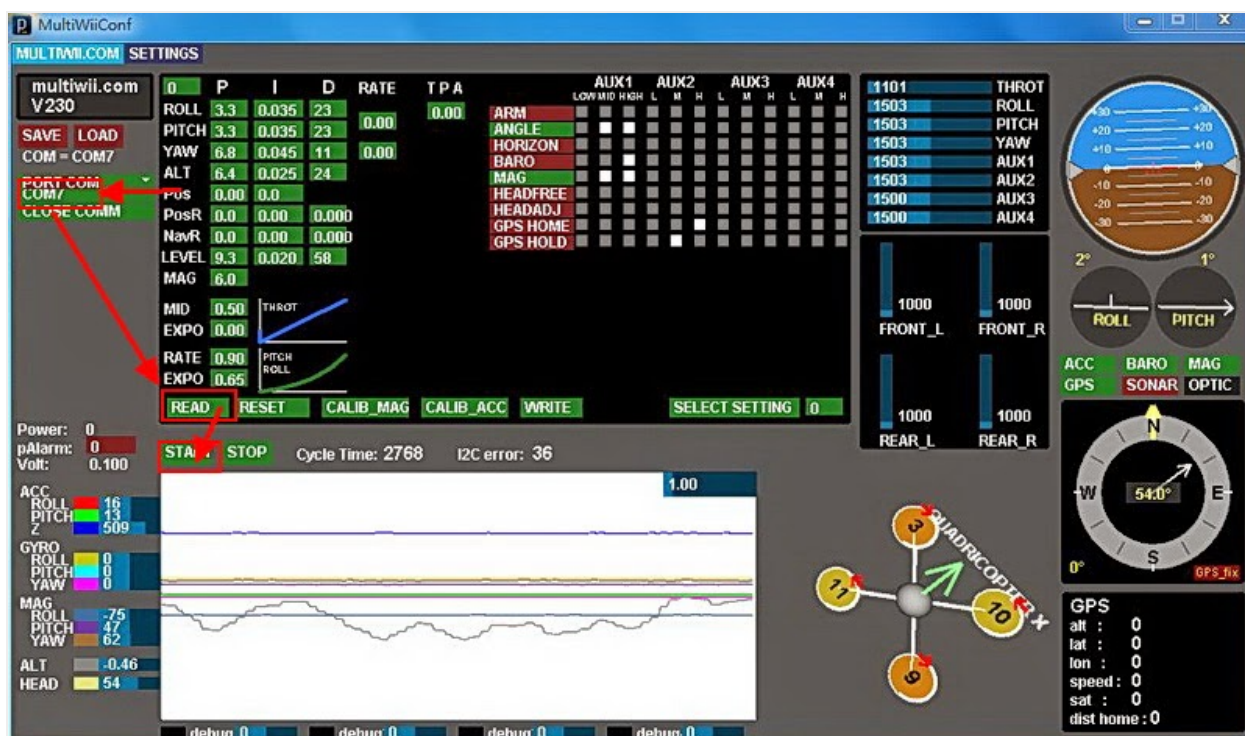 MultiWiiConf
MULTIWII.COM SETTINGS
multiwii.com
V230
SAVE LOAD
COM = COM7
PORT COM
COM7
CLOSE COMM
0 P I D RATE T P A
ROLL 3.3 0.035 23
PITCH 3.3 0.035 23
0.00 0.00
YAW 6.8 0.045 11 0.00
ALT 6.4 0.025 24
Pos 0.00 0.0
PosR 0.0 0.00 0.000
NavR 0.0 0.00 0.000
LEVEL 9.3 0.020 58
MAG 6.0
MID 0.50 THROT
EXPO 0.00
RATE 0.90 PITCH
ROLL
EXPO 0.65
AUX1 AUX2 AUX3 AUX4
LOW MID HIGH L M H L M H L M H
ARM
ANGLE
HORIZON
BARO
MAG
HEADFREE
HEADADJ
GPS HOME
GPS HOLD
READ RESET CALIB_MAG CALIB_ACC WRITE SELECT SETTING 0
1101 THROT
1503 ROLL
1503 PITCH
1503 YAW
1503 AUX1
1503 AUX2
1500 AUX3
1500 AUX4
1000 1000
FRONT_L FRONT_R
1000 1000
REAR_L REAR_R
+30 +30
+20 +20
+10 +10
-10 -10
-20 -20
-30 -30
2° 1°
ROLL PITCH
ACC BARO MAG
GPS SONAR OPTIC
N
W 54.0° E
S
0° GPS_fix
GPS
alt : 0
lat : 0
lon : 0
speed : 0
sat : 0
dist home : 0
Power: 0
pAlarm: 0
Volt: 0.100
START STOP Cycle Time: 2768 I2C error: 36
1.00
ACC
ROLL 16
PITCH 13
Z 509
GYRO
ROLL 0
PITCH 0
YAW 0
MAG
ROLL -75
PITCH 47
YAW 62
ALT -0.46
HEAD 54
3
QUADRICOPTER X
11
10
9
debug 0 debug 0 debug 0 debug 0